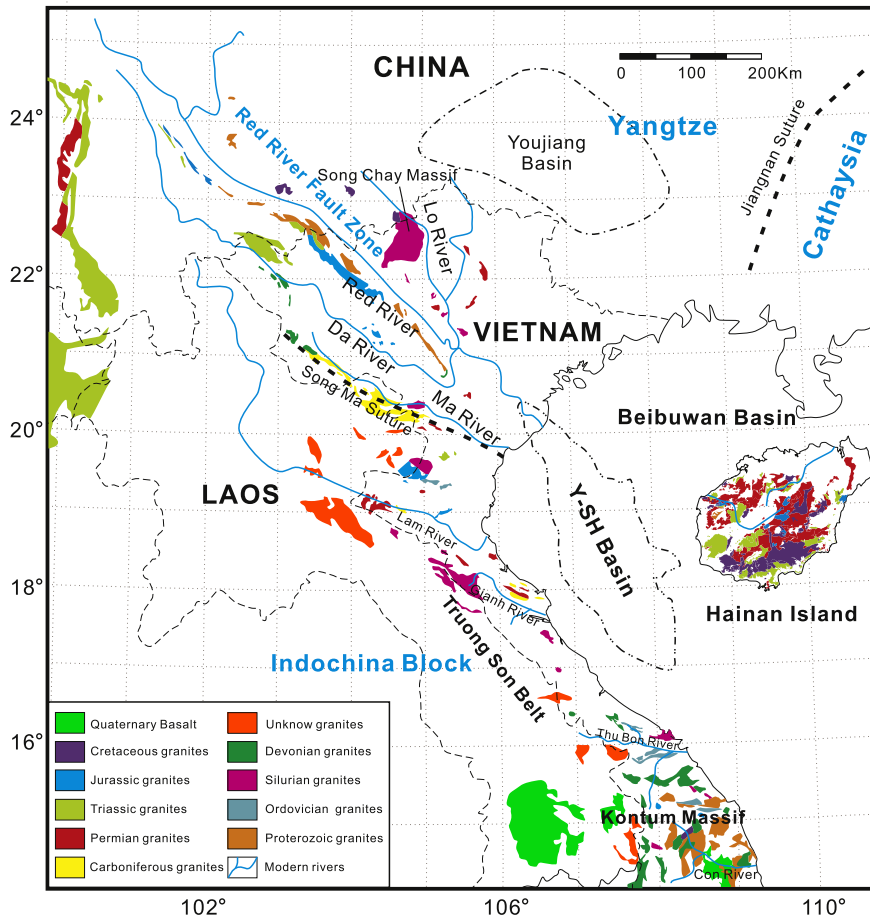 CHINA
0 100 200Km
24°
Youjiang
Basin
Yangtze
Jiangnan Suture
Cathaysia
Red River Fault Zone
Song Chay Massif
Lo River
22°
Red River
VIETNAM
Da River
Song Ma Suture
Ma River
20°
Beibuwan Basin
LAOS
Y-SH Basin
Lam River
18°
Gianh River
Hainan Island
Truong Son Belt
Indochina Block
16°
Thu Bon River
Kontum Massif
Con River
Quaternary Basalt
Cretaceous granites
Jurassic granites
Triassic granites
Permian granites
Carboniferous granites
Unknow granites
Devonian granites
Silurian granites
Ordovician granites
Proterozoic granites
Modern rivers
102°
106°
110°